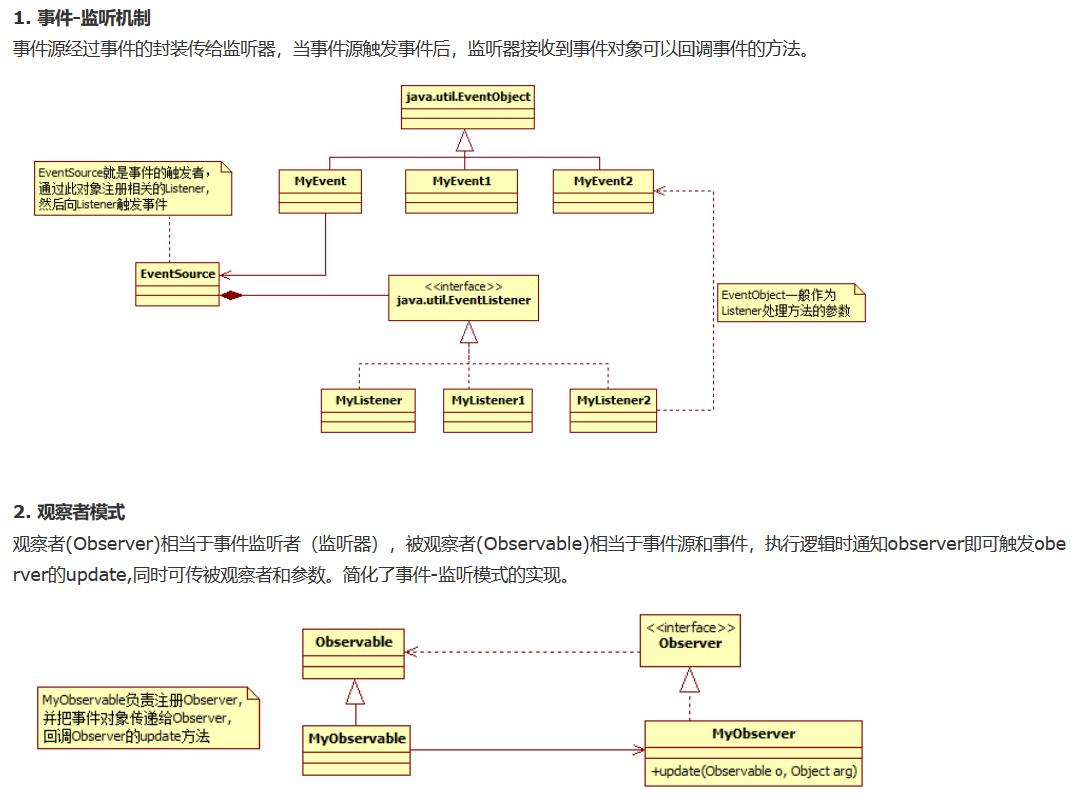 1. 事件-监听机制
事件源经过事件的封装传给监听器，当事件源触发事件后，监听器接收到事件对象可以回调事件的方法。
java.util.EventObject
EventSource就是事件的触发者，
通过此对象注册相关的Listener,
然后向Listener触发事件
MyEvent
MyEvent1
MyEvent2
EventSource
<<interface>>
java.util.EventListener
EventObject一般作为
Listener处理方法的参数
MyListener
MyListener1
MyListener2
2. 观察者模式
观察者(Observer)相当于事件监听者（监听器）, 被观察者(Observable)相当于事件源和事件，执行逻辑时通知observer即可触发obe
rver的update,同时可传被观察者和参数。简化了事件-监听模式的实现。
Observable
<<interface>>
Observer
MyObservable负责注册Observer,
并把事件对象传递给Observer,
回调Observer的update方法
MyObservable
MyObserver
+update(Observable o, Object arg)